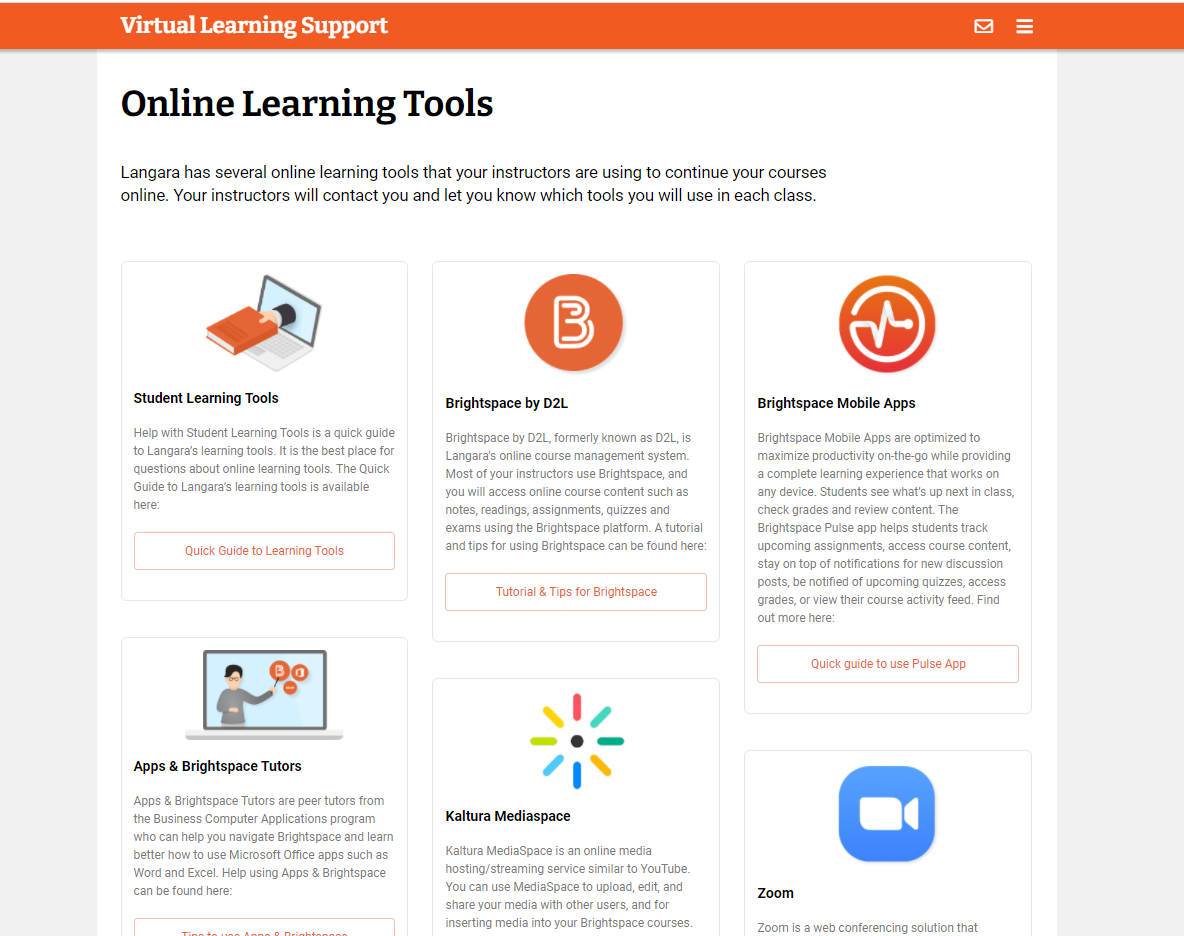 Virtual Learning Support
Online Learning Tools
Langara has several online learning tools that your instructors are using to continue your courses
online. Your instructors will contact you and let you know which tools you will use in each class.
Student Learning Tools
Help with Student Learning Tools is a quick guide
to Langara's learning tools. It is the best place for
questions about online learning tools. The Quick
Guide to Langara's learning tools is available
here:
Quick Guide to Learning Tools
Apps & Brightspace Tutors
Apps & Brightspace Tutors are peer tutors from
the Business Computer Applications program
who can help you navigate Brightspace and learn
better how to use Microsoft Office apps such as
Word and Excel. Help using Apps & Brightspace
can be found here:
Tips to use Apps & Brightspace
Brightspace by D2L
Brightspace by D2L, formerly known as D2L, is
Langara's online course management system.
Most of your instructors use Brightspace, and
you will access online course content such as
notes, readings, assignments, quizzes and
exams using the Brightspace platform. A tutorial
and tips for using Brightspace can be found here:
Tutorial & Tips for Brightspace
Kaltura Mediaspace
Kaltura MediaSpace is an online media
hosting/streaming service similar to YouTube.
You can use MediaSpace to upload, edit, and
share your media with other users, and for
inserting media into your Brightspace courses.
Brightspace Mobile Apps
Brightspace Mobile Apps are optimized to
maximize productivity on-the-go while providing
a complete learning experience that works on
any device. Students see what's up next in class,
check grades and review content. The
Brightspace Pulse app helps students track
upcoming assignments, access course content,
stay on top of notifications for new discussion
posts, be notified of upcoming quizzes, access
grades, or view their course activity feed. Find
out more here:
Quick guide to use Pulse App
Zoom
Zoom is a web conferencing solution that